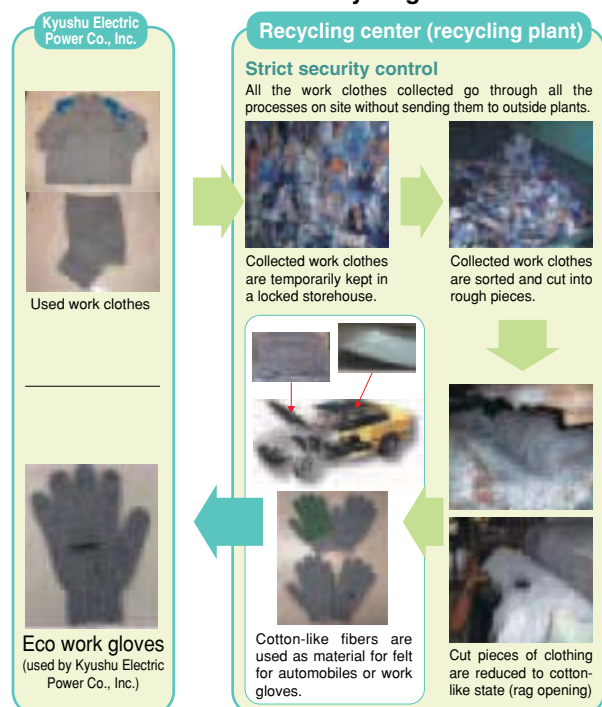 Kyushu Electric
Power Co., Inc.
Used work clothes
Eco work gloves
(used by Kyushu Electric
Power Co., Inc.)
Recycling center (recycling plant)
Strict security control
All the work clothes collected go through all the
processes on site without sending them to outside plants.
Collected work clothes
are temporarily kept in
a locked storehouse.
Collected work clothes
are sorted and cut into
rough pieces.
Cut pieces of clothing
are reduced to cotton-
like state (rag opening)
Cotton-like fibers are
used as material for felt
for automobiles or work
gloves.